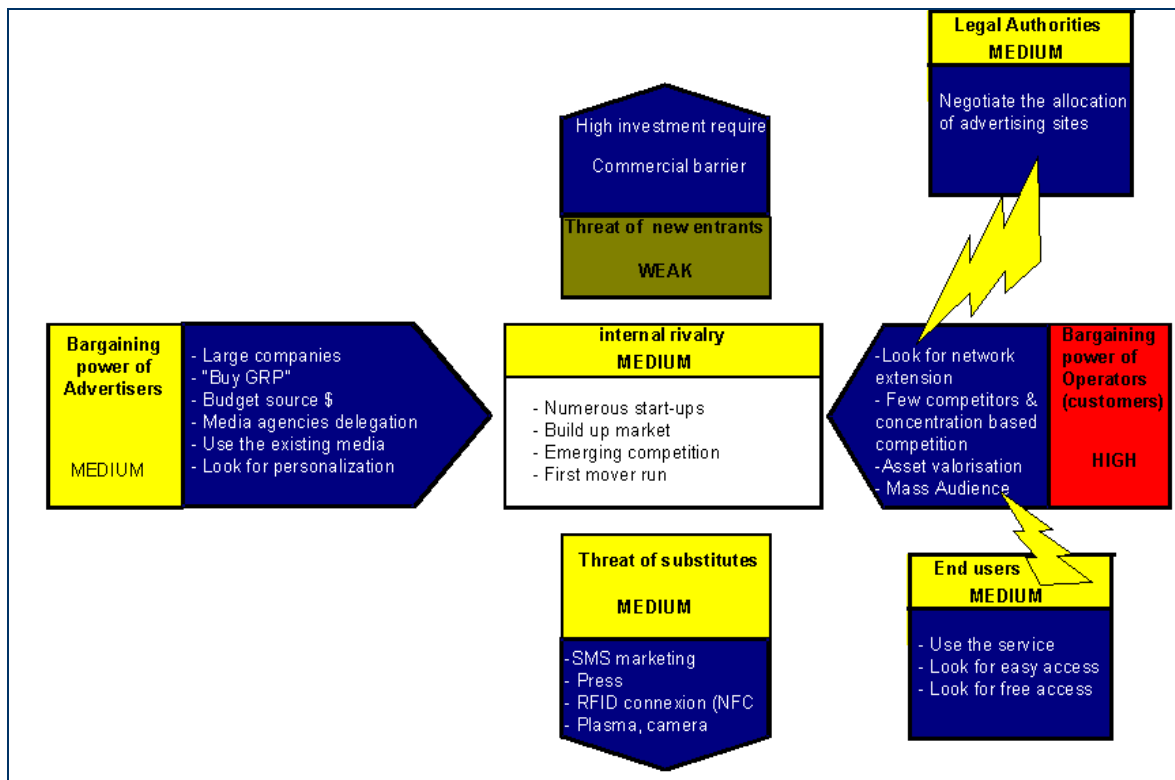 Legal Authorities
MEDIUM
Negotiate the allocation
of advertising sites
High investment require
Commercial barrier
Threat of new entrants
WEAK
Bargaining
power of
Advertisers
MEDIUM
- Large companies
- "Buy GRP"
- Budget source $
- Media agencies delegation
- Use the existing media
- Look for personalization
internal rivalry
MEDIUM
- Numerous start-ups
- Build up market
- Emerging competition
- First mover run
-Look for network
extension
- Few competitors &
concentration based
competition
-Asset valorisation
- Mass Audience
Bargaining
power of
Operators
(customers)
HIGH
Threat of substitutes
MEDIUM
-SMS marketing
- Press
- RFID connexion (NFC
- Plasma, camera
End users
MEDIUM
- Use the service
- Look for easy access
- Look for free access